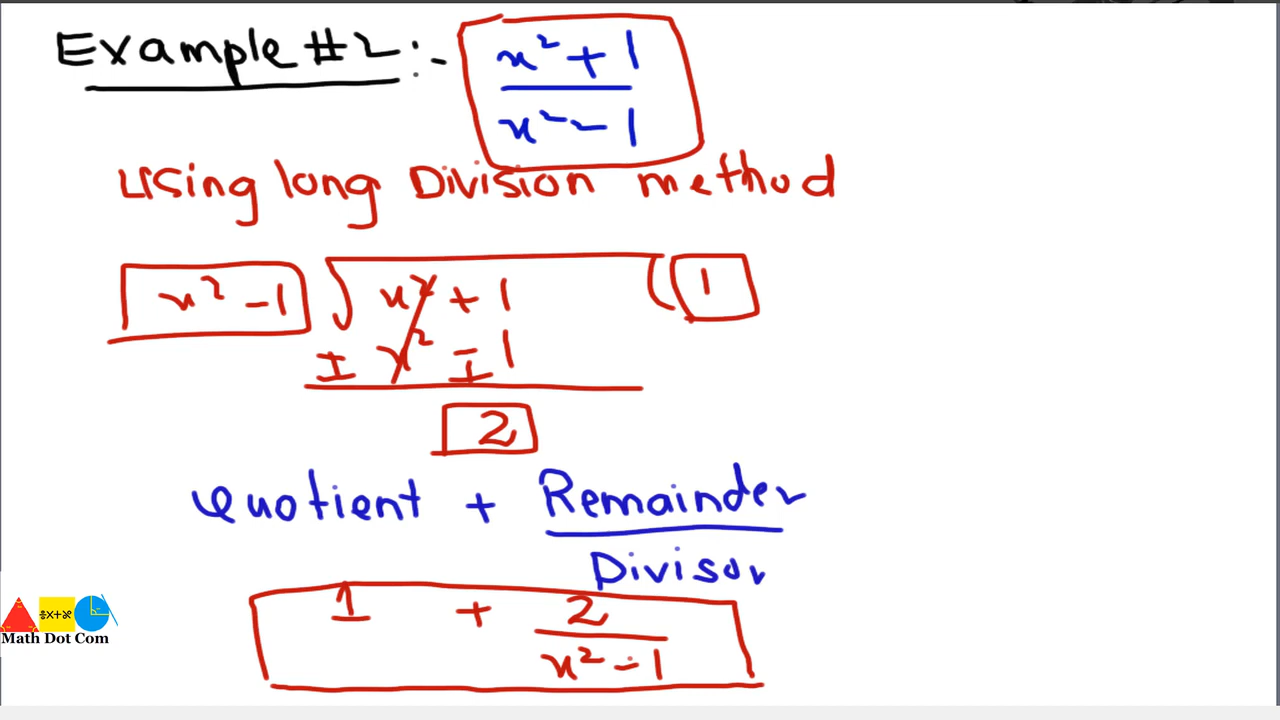 Example #2:-
x² + 1
x² - 1
Using long Division method
x² - 1 ) x² + 1 ( 1
± x² ∓ 1
2
Quotient + Remainder
Divisor
1 + 2
x² - 1
÷×+∂
Math Dot Com